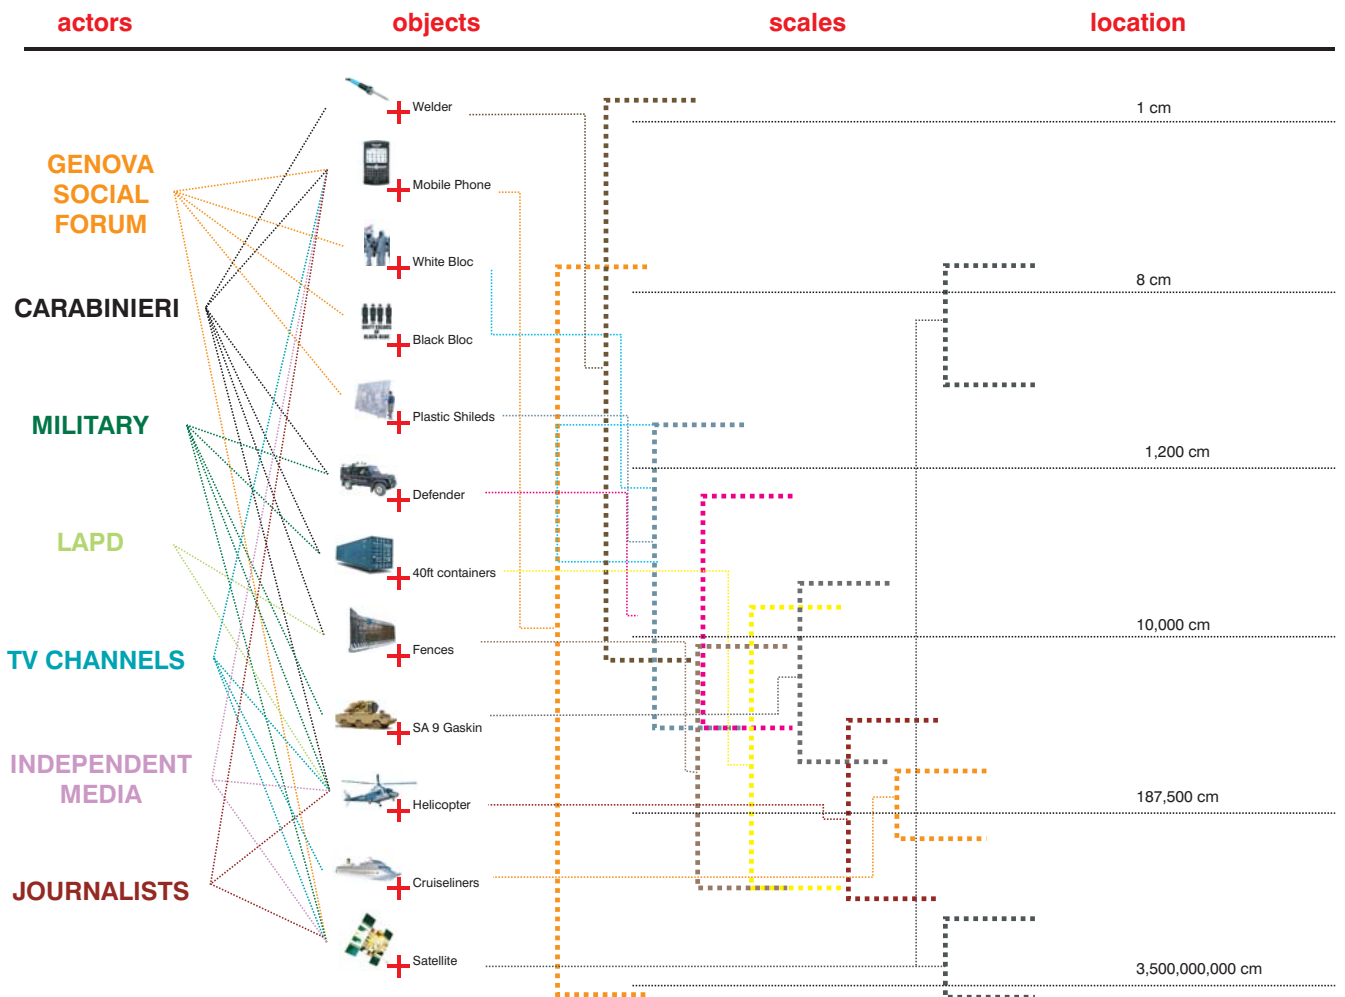 actors
objects
scales
location
GENOVA
SOCIAL
FORUM
CARABINIERI
MILITARY
LAPD
TV CHANNELS
INDEPENDENT
MEDIA
JOURNALISTS
Welder
Mobile Phone
White Bloc
Black Bloc
Plastic Shileds
Defender
40ft containers
Fences
SA 9 Gaskin
Helicopter
Cruiseliners
Satellite
1 cm
8 cm
1,200 cm
10,000 cm
187,500 cm
3,500,000,000 cm